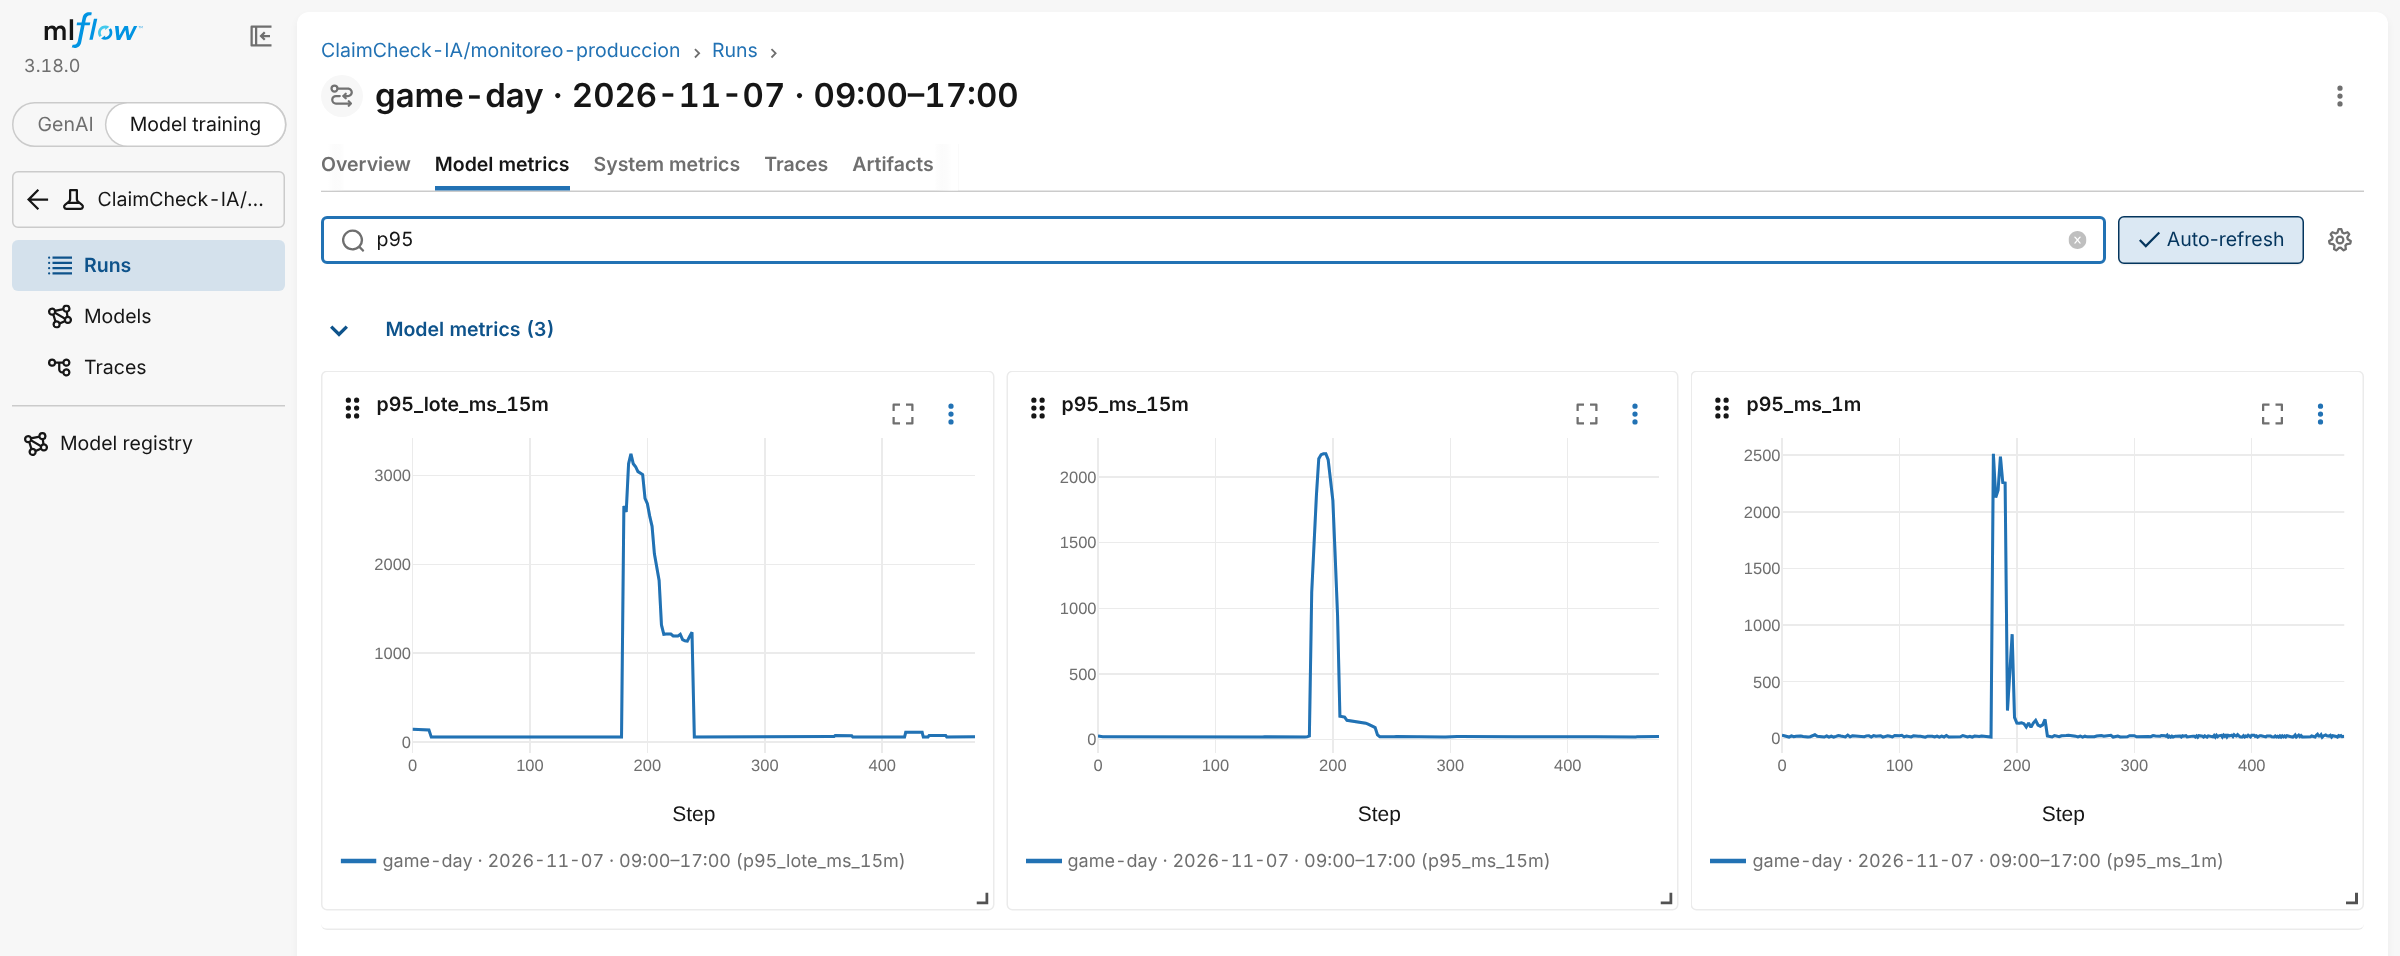 mlflow
3.18.0
GenAI
Model training
ClaimCheck-IA/...
Runs
Models
Traces
Model registry
ClaimCheck-IA/monitoreo-produccion › Runs ›
game-day · 2026-11-07 · 09:00–17:00
Overview
Model metrics
System metrics
Traces
Artifacts
p95
Auto-refresh
Model metrics (3)
p95_lote_ms_15m
3000
2000
1000
0
0
100
200
300
400
Step
game-day · 2026-11-07 · 09:00–17:00 (p95_lote_ms_15m)
p95_ms_15m
2000
1500
1000
500
0
0
100
200
300
400
Step
game-day · 2026-11-07 · 09:00–17:00 (p95_ms_15m)
p95_ms_1m
2500
2000
1500
1000
500
0
0
100
200
300
400
Step
game-day · 2026-11-07 · 09:00–17:00 (p95_ms_1m)